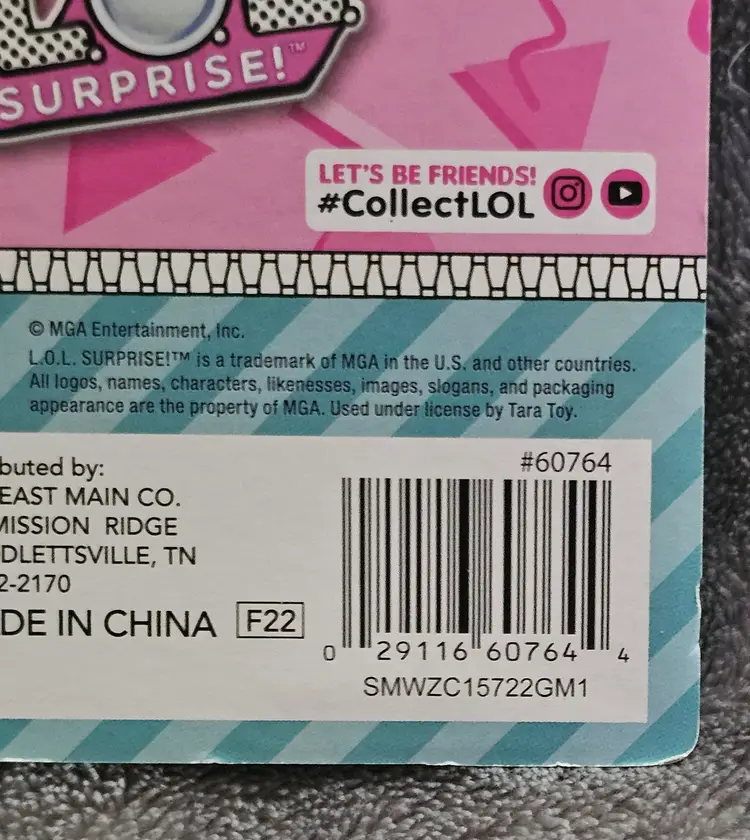 SURPRISE!™
LET'S BE FRIENDS!
#CollectLOL
© MGA Entertainment, Inc.
L.O.L. SURPRISE!™ is a trademark of MGA in the U.S. and other countries.
All logos, names, characters, likenesses, images, slogans, and packaging
appearance are the property of MGA. Used under license by Tara Toy.
buted by:
EAST MAIN CO.
MISSION RIDGE
DLETTSVILLE, TN
2-2170
DE IN CHINA F22
#60764
0 29116 60764 4
SMWZC15722GM1